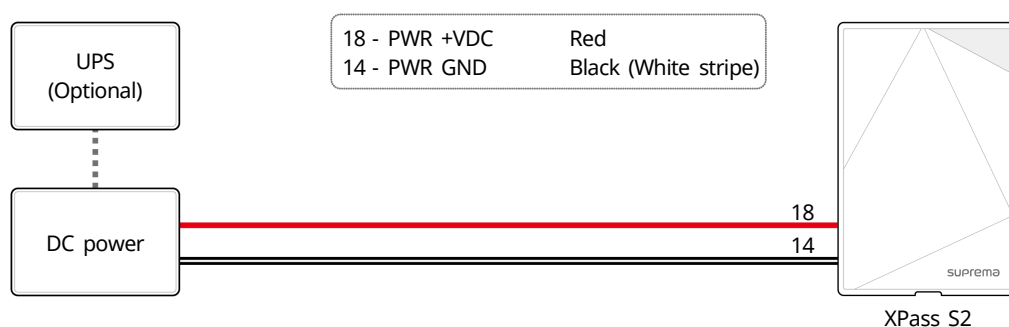 UPS
(Optional)
18 - PWR +VDC Red
14 - PWR GND Black (White stripe)
DC power
18
14
suprema
XPass S2